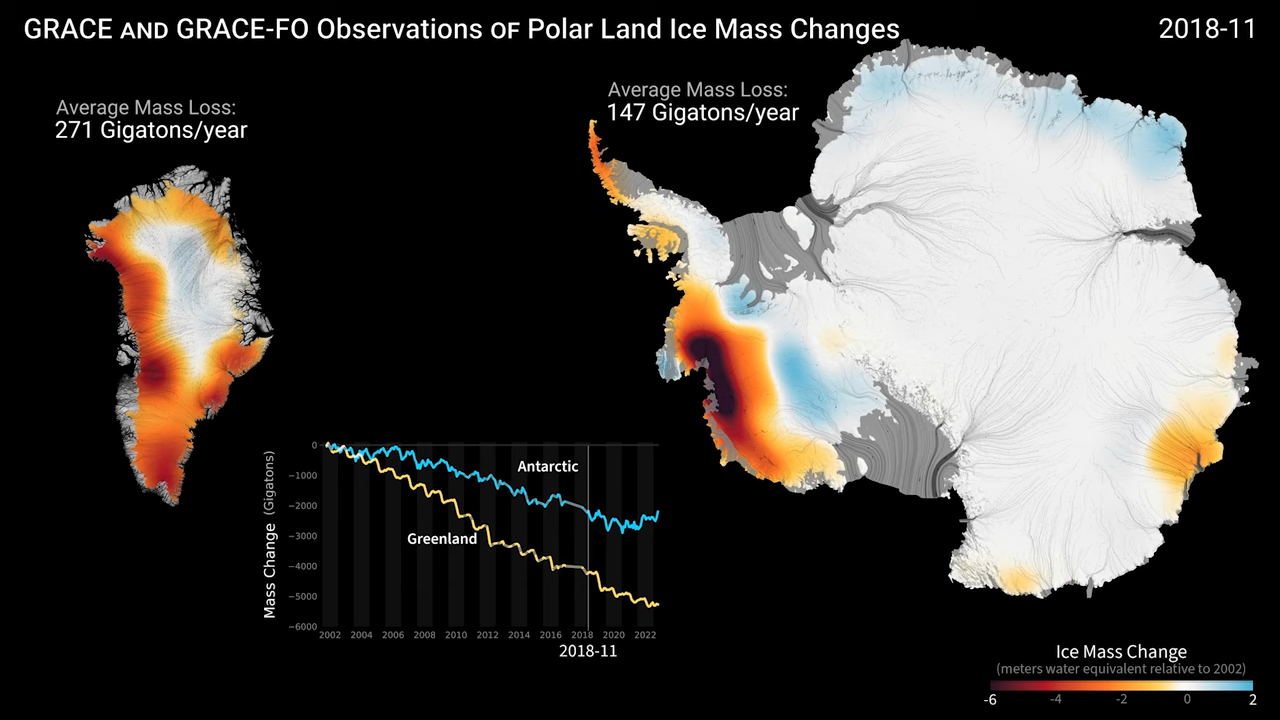 GRACE AND GRACE-FO Observations OF Polar Land Ice Mass Changes
2018-11
Average Mass Loss:
271 Gigatons/year
Average Mass Loss:
147 Gigatons/year
Mass Change (Gigatons)
0
−1000
−2000
−3000
−4000
−5000
−6000
Antarctic
Greenland
2002 2004 2006 2008 2010 2012 2014 2016 2018 2020 2022
2018-11
Ice Mass Change
(meters water equivalent relative to 2002)
-6 -4 -2 0 2